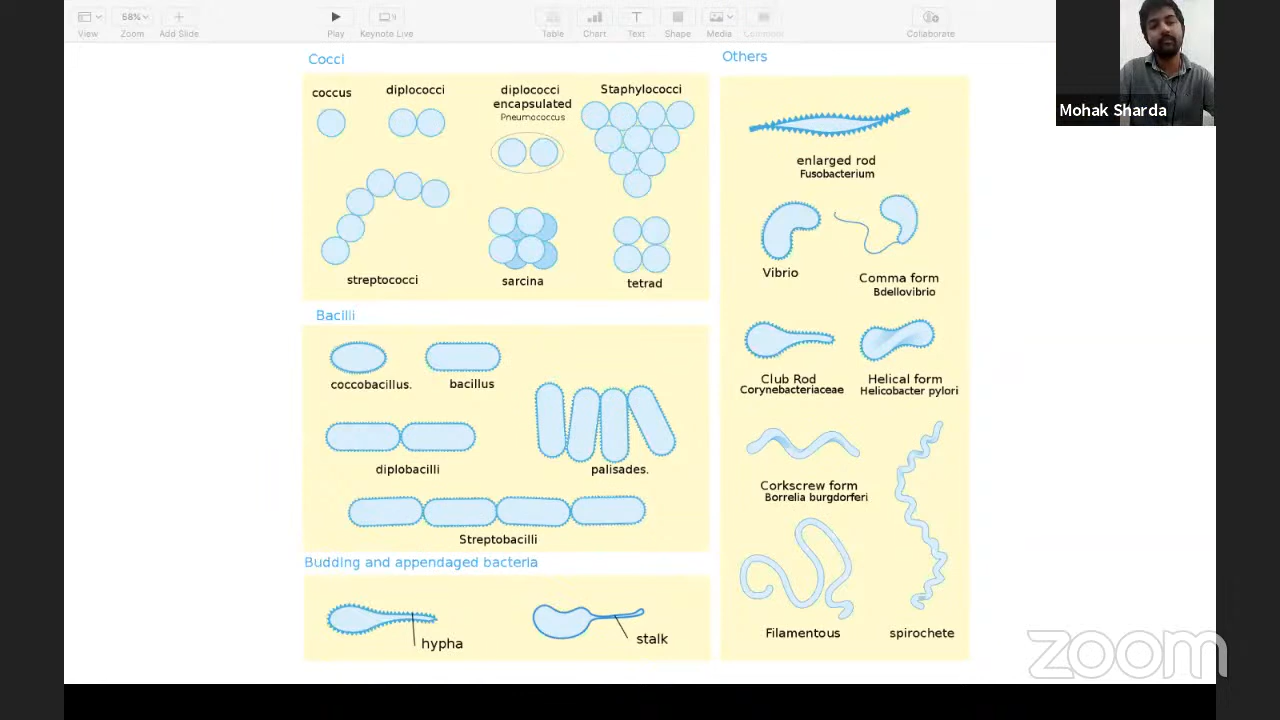 View
58%
Zoom
Add Slide
Play
Keynote Live
Table
Chart
Text
Shape
Media
Comment
Collaborate
Mohak Sharda
Cocci
coccus
diplococci
diplococci
encapsulated
Pneumococcus
Staphylococci
streptococci
sarcina
tetrad
Bacilli
coccobacillus.
bacillus
diplobacilli
palisades.
Streptobacilli
Budding and appendaged bacteria
hypha
stalk
Others
enlarged rod
Fusobacterium
Vibrio
Comma form
Bdellovibrio
Club Rod
Corynebacteriaceae
Helical form
Helicobacter pylori
Corkscrew form
Borrelia burgdorferi
Filamentous
spirochete
zoom